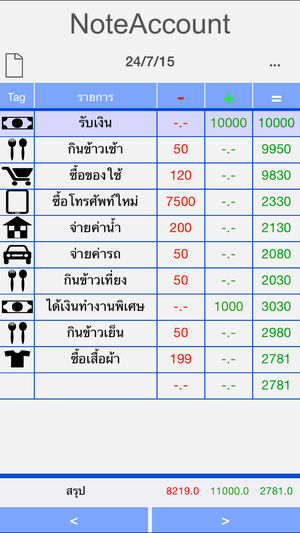 NoteAccount
24/7/15 ...
Tag รายการ - + =
รับเงิน -.- 10000 10000
กินข้าวเช้า 50 -.- 9950
ซื้อของใช้ 120 -.- 9830
ซื้อโทรศัพท์ใหม่ 7500 -.- 2330
จ่ายค่าน้ำ 200 -.- 2130
จ่ายค่ารถ 50 -.- 2080
กินข้าวเที่ยง 50 -.- 2030
ได้เงินทำงานพิเศษ -.- 1000 3030
กินข้าวเย็น 50 -.- 2980
ซื้อเสื้อผ้า 199 -.- 2781
-.- -.- 2781
สรุป 8219.0 11000.0 2781.0
< >